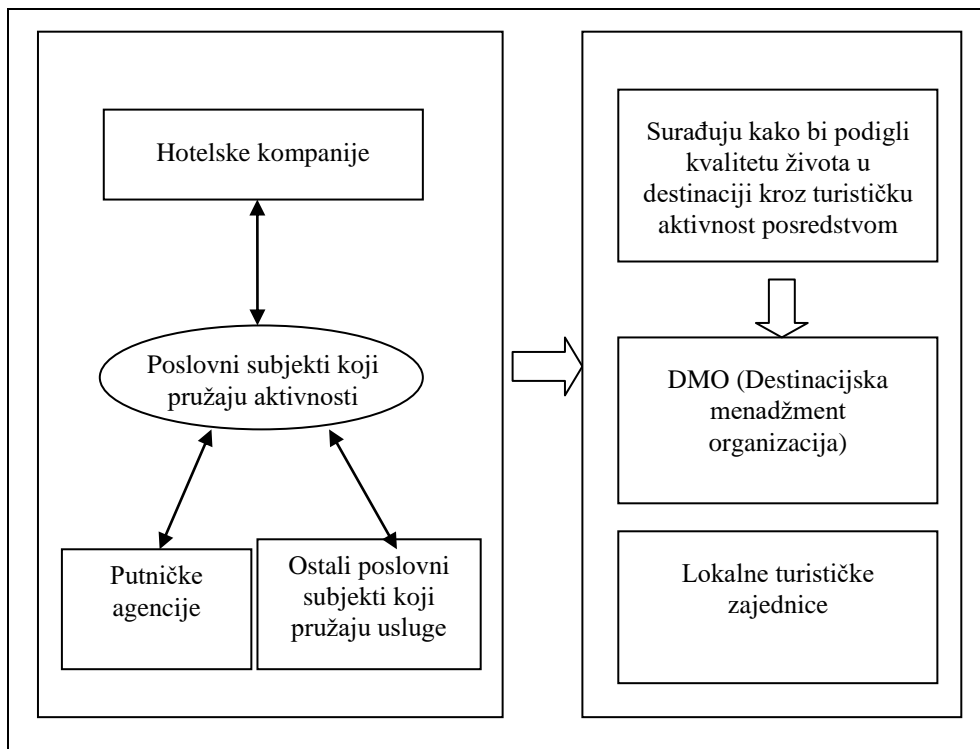 Hotelske kompanije
Poslovni subjekti koji
pružaju aktivnosti
Putničke
agencije
Ostali poslovni
subjekti koji
pružaju usluge
Surađuju kako bi podigli
kvalitetu života u
destinaciji kroz turističku
aktivnost posredstvom
DMO (Destinacijska
menadžment
organizacija)
Lokalne turističke
zajednice